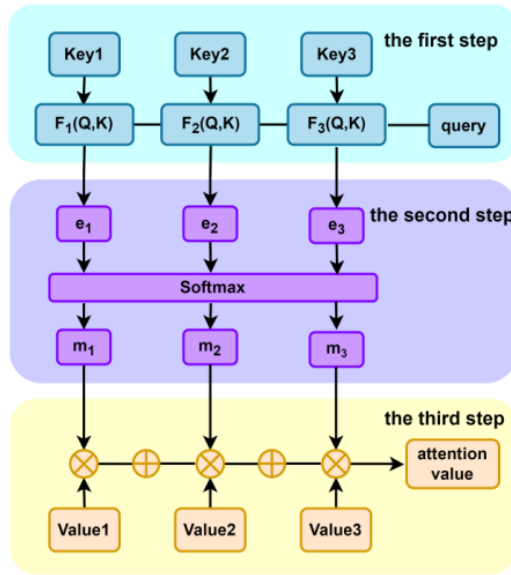 the first step
Key1 Key2 Key3
F₁(Q,K) F₂(Q,K) F₃(Q,K) query
the second step
e₁ e₂ e₃
Softmax
m₁ m₂ m₃
the third step
attention
value
Value1 Value2 Value3